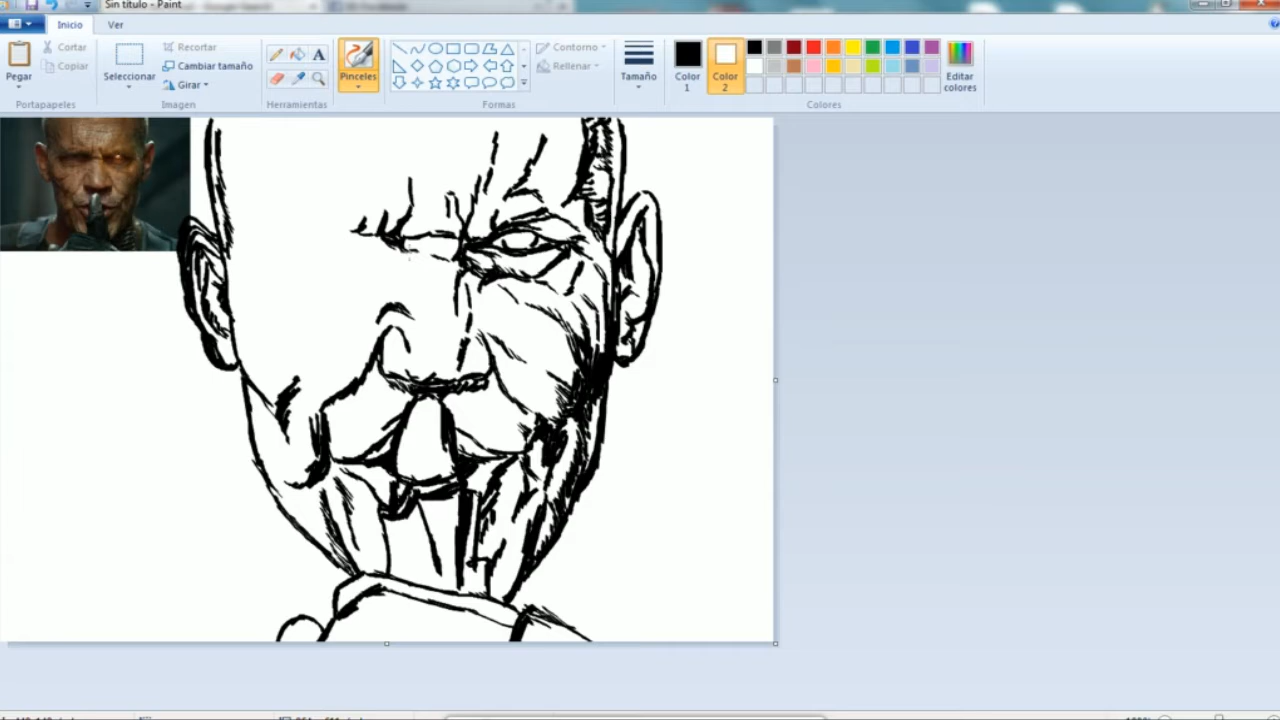 Sin título - Paint
Inicio
Ver
Pegar
Cortar
Copiar
Portapapeles
Seleccionar
Recortar
Cambiar tamaño
Girar
Imagen
A
Herramientas
Pinceles
Contorno
Rellenar
Formas
Tamaño
Color
1
Color
2
Editar
colores
Colores